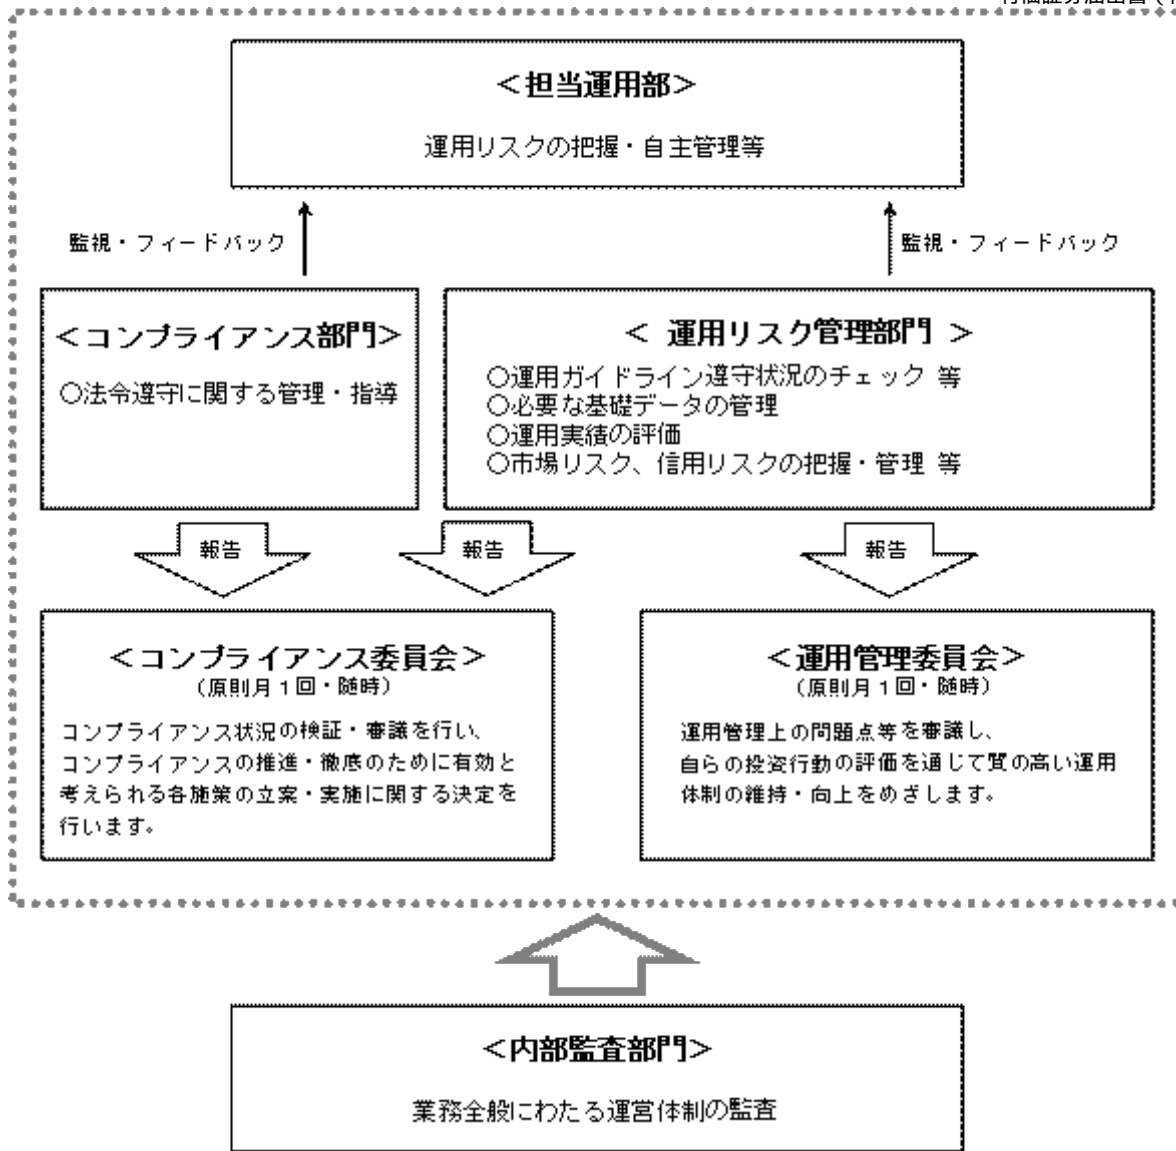 ＜担当運用部＞
運用リスクの把握・自主管理等
監視・フィードバック
監視・フィードバック
＜コンプライアンス部門＞
○法令遵守に関する管理・指導
＜ 運用リスク管理部門 ＞
○運用ガイドライン遵守状況のチェック 等
○必要な基礎データの管理
○運用実績の評価
○市場リスク、信用リスクの把握・管理 等
報告
報告
報告
＜コンプライアンス委員会＞
（原則月１回・随時）
コンプライアンス状況の検証・審議を行い、
コンプライアンスの推進・徹底のために有効と
考えられる各施策の立案・実施に関する決定を
行います。
＜運用管理委員会＞
（原則月１回・随時）
運用管理上の問題点等を審議し、
自らの投資行動の評価を通じて質の高い運用
体制の維持・向上をめざします。
＜内部監査部門＞
業務全般にわたる運営体制の監査